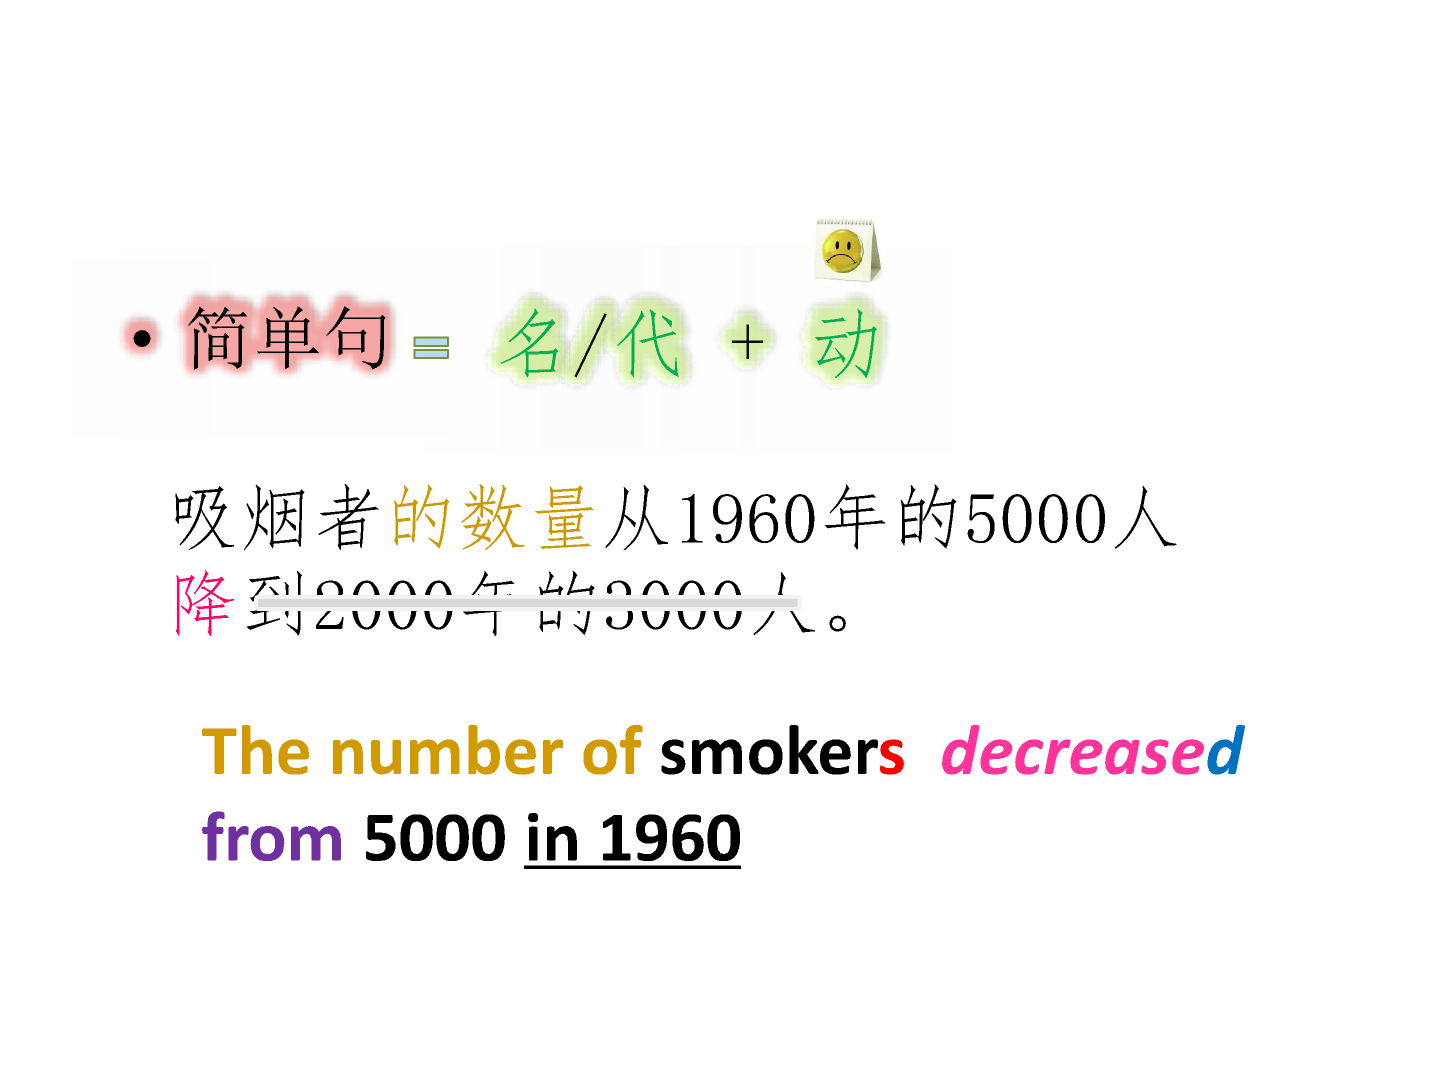 • 简单句 = 名/代 + 动
吸烟者的数量从1960年的5000人
降到2000年的3000人。
The number of smokers decreased
from 5000 in 1960